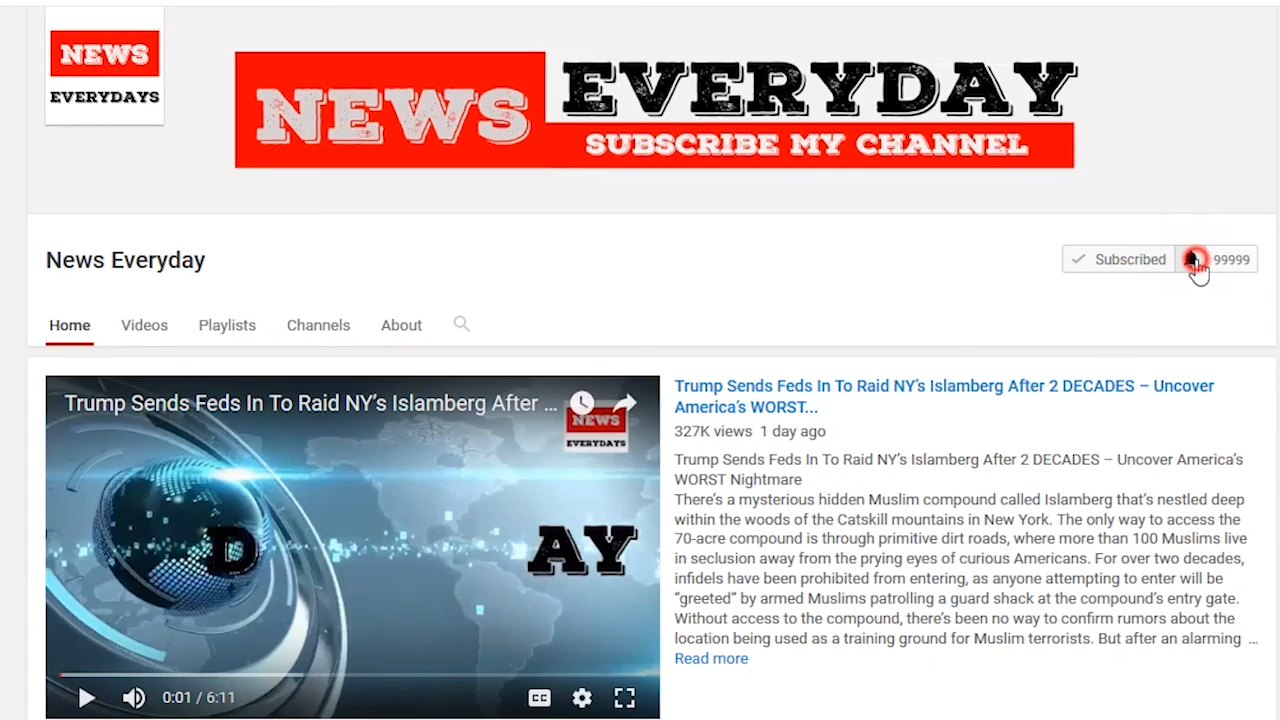 NEWS
EVERYDAYS
NEWS
EVERYDAY
SUBSCRIBE MY CHANNEL
News Everyday
Subscribed
99999
Home
Videos
Playlists
Channels
About
Trump Sends Feds In To Raid NY's Islamberg After ...
NEWS
EVERYDAYS
D
AY
0:01 / 6:11
CC
Trump Sends Feds In To Raid NY's Islamberg After 2 DECADES – Uncover
America's WORST...
327K views 1 day ago
Trump Sends Feds In To Raid NY's Islamberg After 2 DECADES – Uncover America's
WORST Nightmare
There's a mysterious hidden Muslim compound called Islamberg that's nestled deep
within the woods of the Catskill mountains in New York. The only way to access the
70-acre compound is through primitive dirt roads, where more than 100 Muslims live
in seclusion away from the prying eyes of curious Americans. For over two decades,
infidels have been prohibited from entering, as anyone attempting to enter will be
“greeted” by armed Muslims patrolling a guard shack at the compound's entry gate.
Without access to the compound, there's been no way to confirm rumors about the
location being used as a training ground for Muslim terrorists. But after an alarming ...
Read more